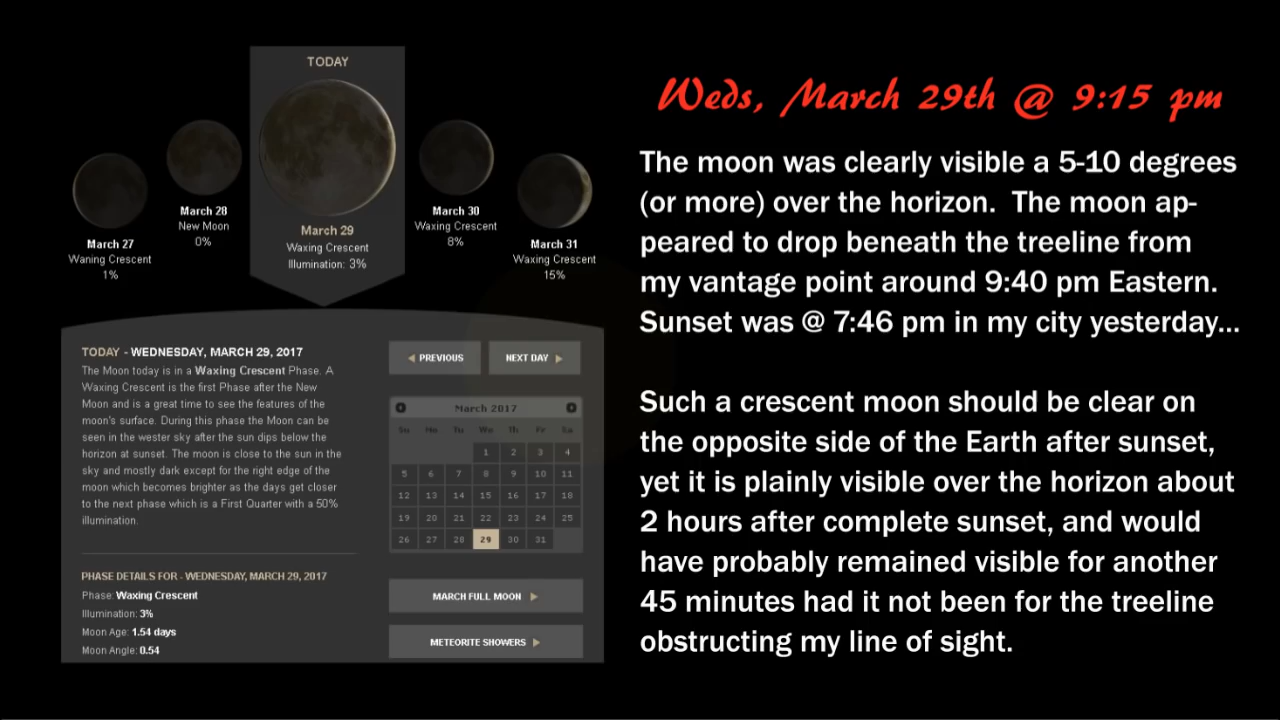 TODAY
March 27
Waning Crescent
1%
March 28
New Moon
0%
March 29
Waxing Crescent
Illumination: 3%
March 30
Waxing Crescent
8%
March 31
Waxing Crescent
15%
TODAY - WEDNESDAY, MARCH 29, 2017
The Moon today is in a Waxing Crescent Phase. A
Waxing Crescent is the first Phase after the New
Moon and is a great time to see the features of the
moon's surface. During this phase the Moon can be
seen in the wester sky after the sun dips below the
horizon at sunset. The moon is close to the sun in the
sky and mostly dark except for the right edge of the
moon which becomes brighter as the days get closer
to the next phase which is a First Quarter with a 50%
illumination.
PHASE DETAILS FOR - WEDNESDAY, MARCH 29, 2017
Phase: Waxing Crescent
Illumination: 3%
Moon Age: 1.54 days
Moon Angle: 0.54
PREVIOUS
NEXT DAY
March 2017
Su Mo Tu We Th Fr Sa
1 2 3 4
5 6 7 8 9 10 11
12 13 14 15 16 17 18
19 20 21 22 23 24 25
26 27 28 29 30 31
MARCH FULL MOON
METEORITE SHOWERS
Weds, March 29th @ 9:15 pm
The moon was clearly visible a 5-10 degrees
(or more) over the horizon. The moon ap-
peared to drop beneath the treeline from
my vantage point around 9:40 pm Eastern.
Sunset was @ 7:46 pm in my city yesterday...
Such a crescent moon should be clear on
the opposite side of the Earth after sunset,
yet it is plainly visible over the horizon about
2 hours after complete sunset, and would
have probably remained visible for another
45 minutes had it not been for the treeline
obstructing my line of sight.